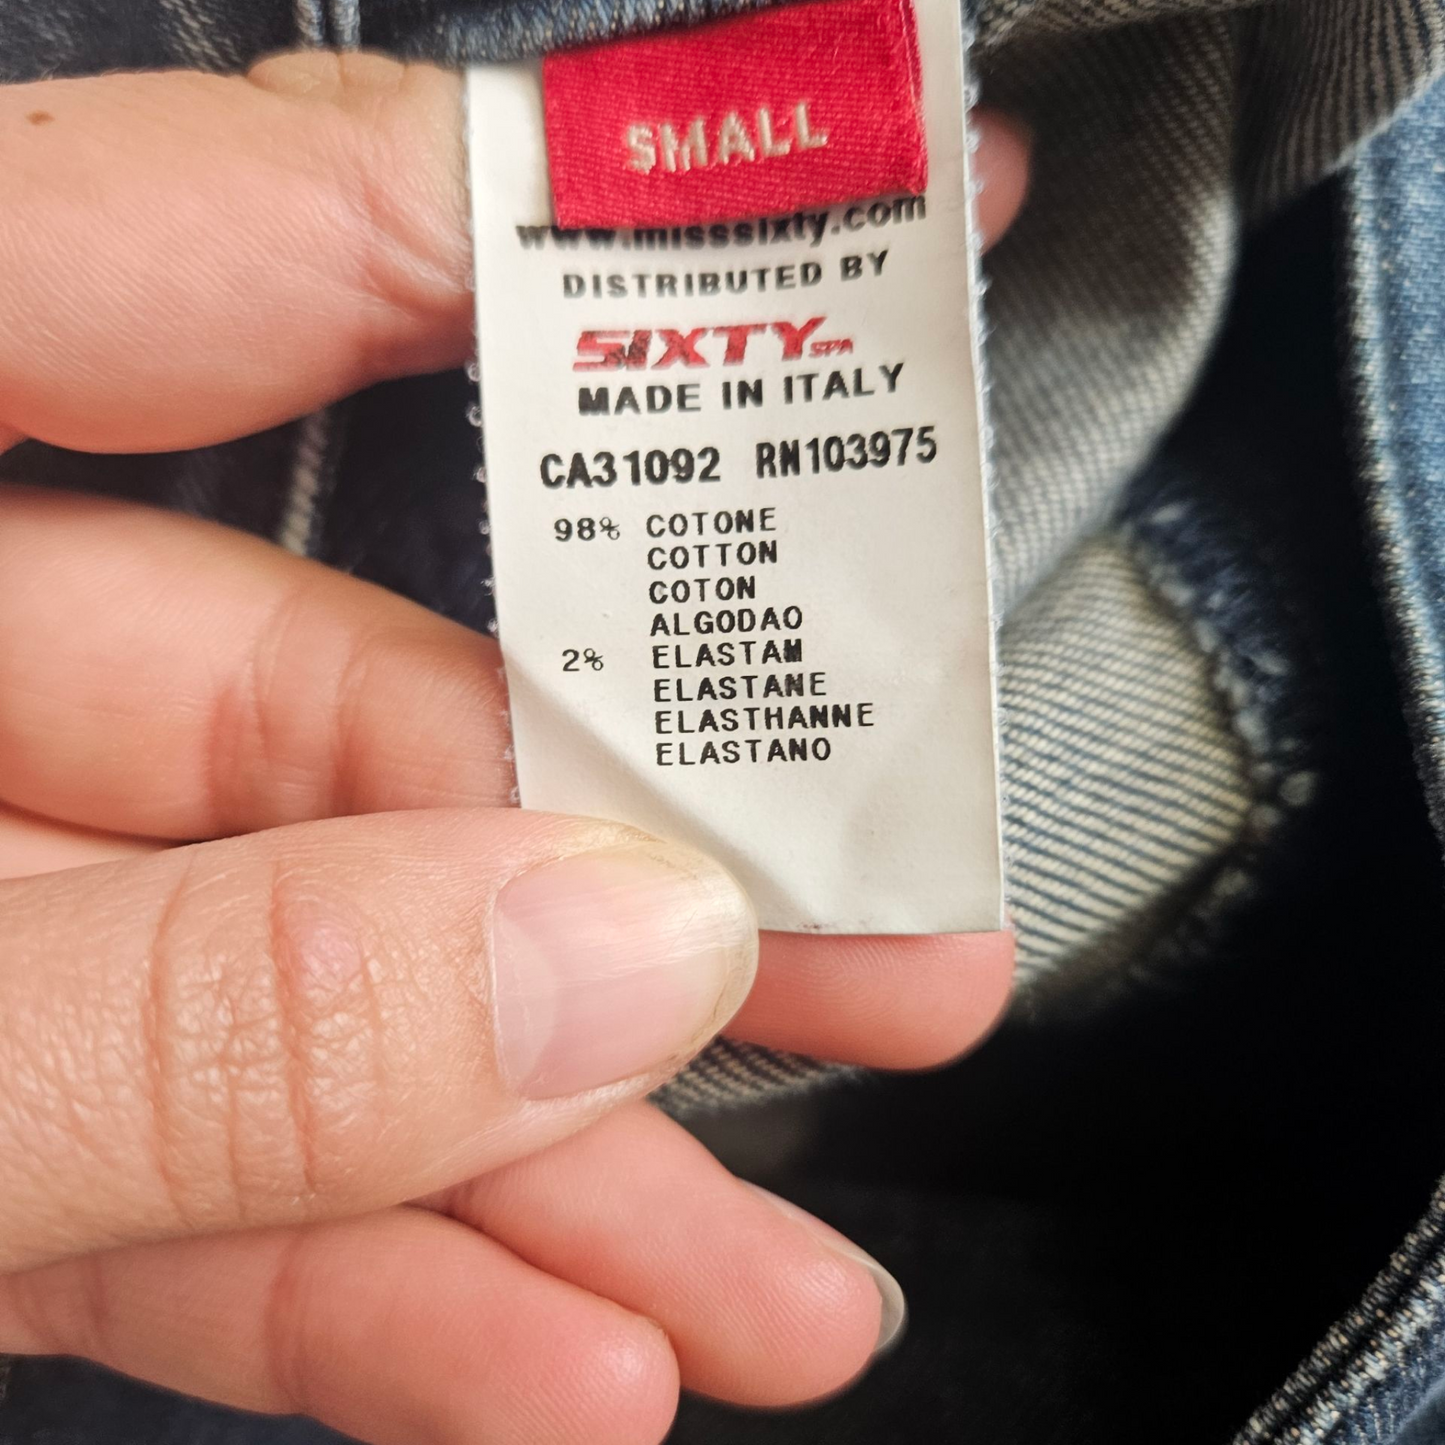 SMALL
www.misssixty.com
DISTRIBUTED BY
SIXTY SPA
MADE IN ITALY
CA31092 RN103975
98% COTONE
COTTON
COTON
ALGODAO
2% ELASTAM
ELASTANE
ELASTHANNE
ELASTANO